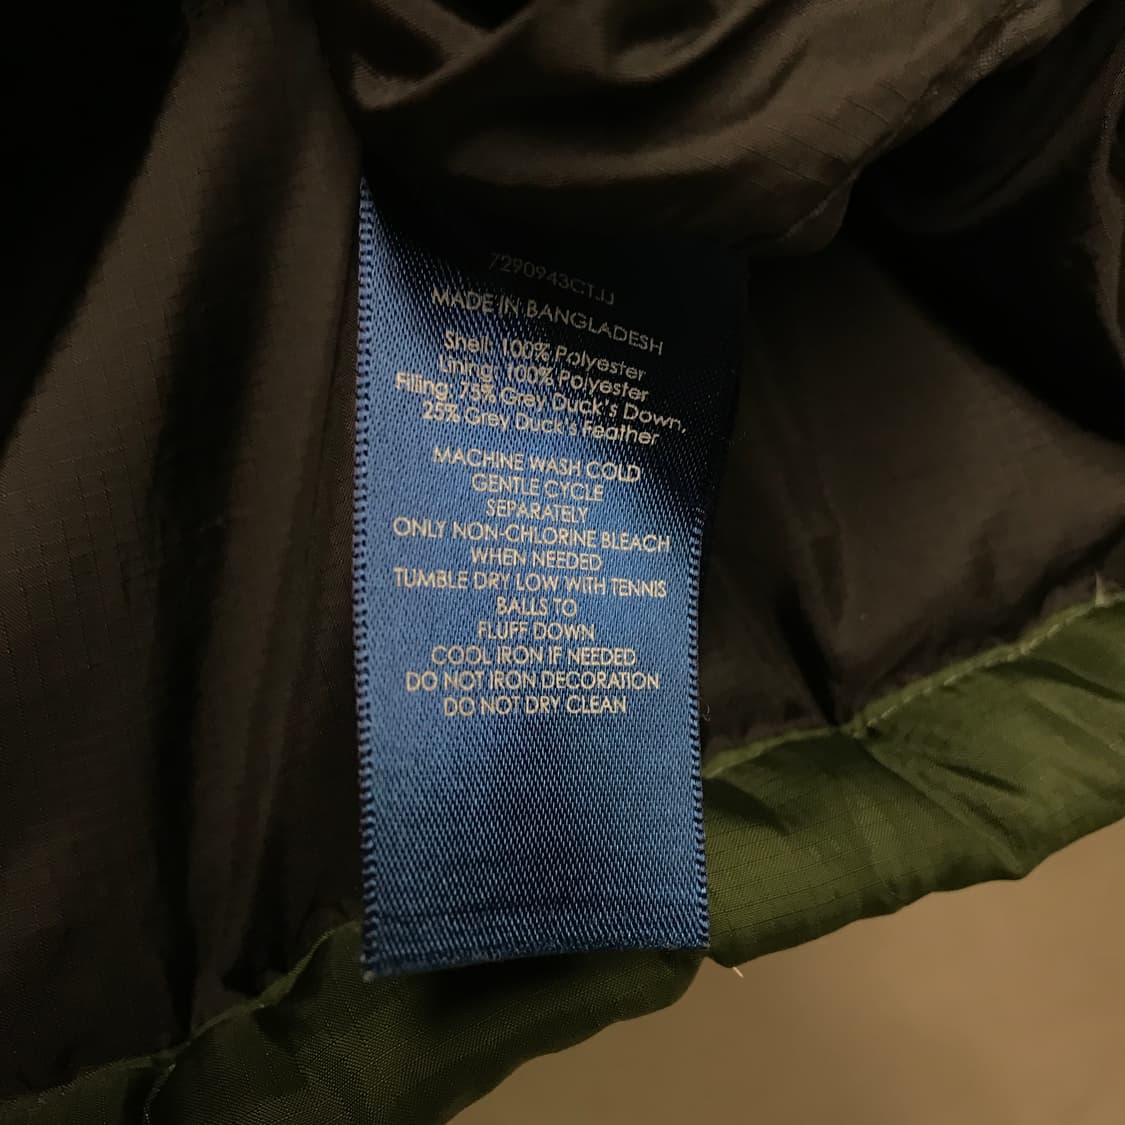 7290943CTJJ
MADE IN BANGLADESH
Shell, 100% Polyester
Lining, 100% Polyester
Filling, 75% Grey Duck's Down,
25% Grey Duck's Feather
MACHINE WASH COLD
GENTLE CYCLE
SEPARATELY
ONLY NON-CHLORINE BLEACH
WHEN NEEDED
TUMBLE DRY LOW WITH TENNIS
BALLS TO
FLUFF DOWN
COOL IRON IF NEEDED
DO NOT IRON DECORATION
DO NOT DRY CLEAN